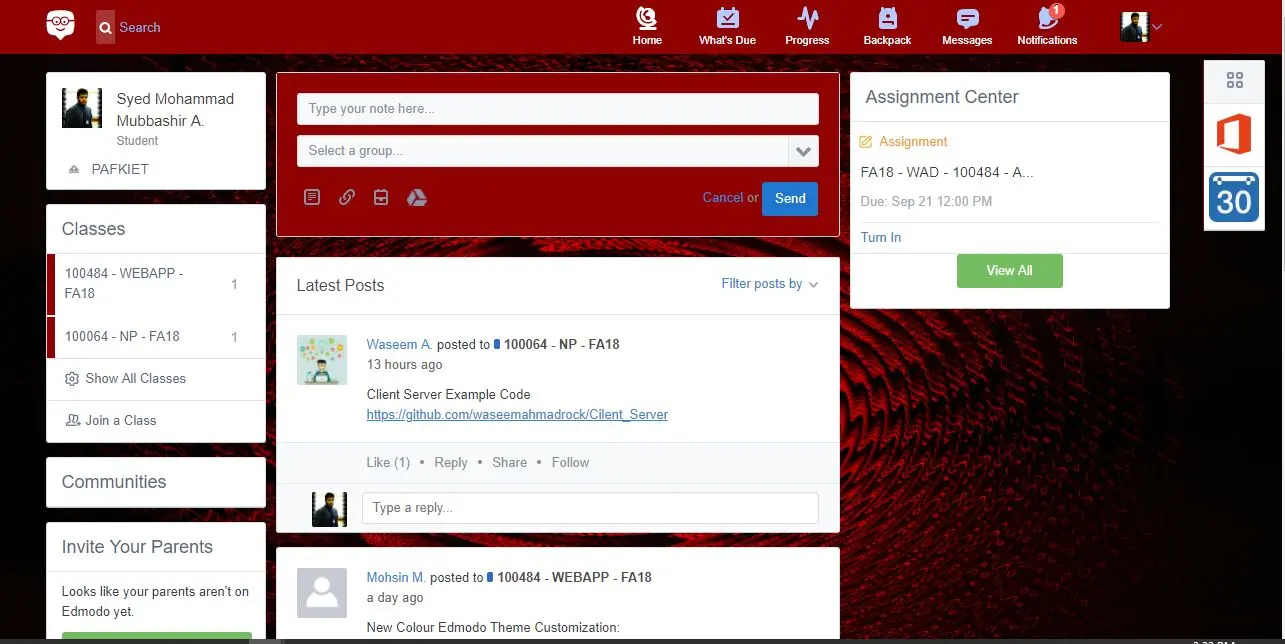 Search
Home
What's Due
Progress
Backpack
Messages
Notifications
1
Syed Mohammad
Mubbashir A.
Student
PAFKIET
Classes
100484 - WEBAPP -
FA18
1
100064 - NP - FA18
1
Show All Classes
Join a Class
Communities
Invite Your Parents
Looks like your parents aren't on
Edmodo yet.
Type your note here...
Select a group...
Cancel or Send
Latest Posts
Filter posts by
Waseem A. posted to 100064 - NP - FA18
13 hours ago
Client Server Example Code
https://github.com/waseemahmadrock/Cilent_Server
Like (1) • Reply • Share • Follow
Type a reply...
Mohsin M. posted to 100484 - WEBAPP - FA18
a day ago
New Colour Edmodo Theme Customization:
Assignment Center
Assignment
FA18 - WAD - 100484 - A...
Due: Sep 21 12:00 PM
Turn In
View All
30